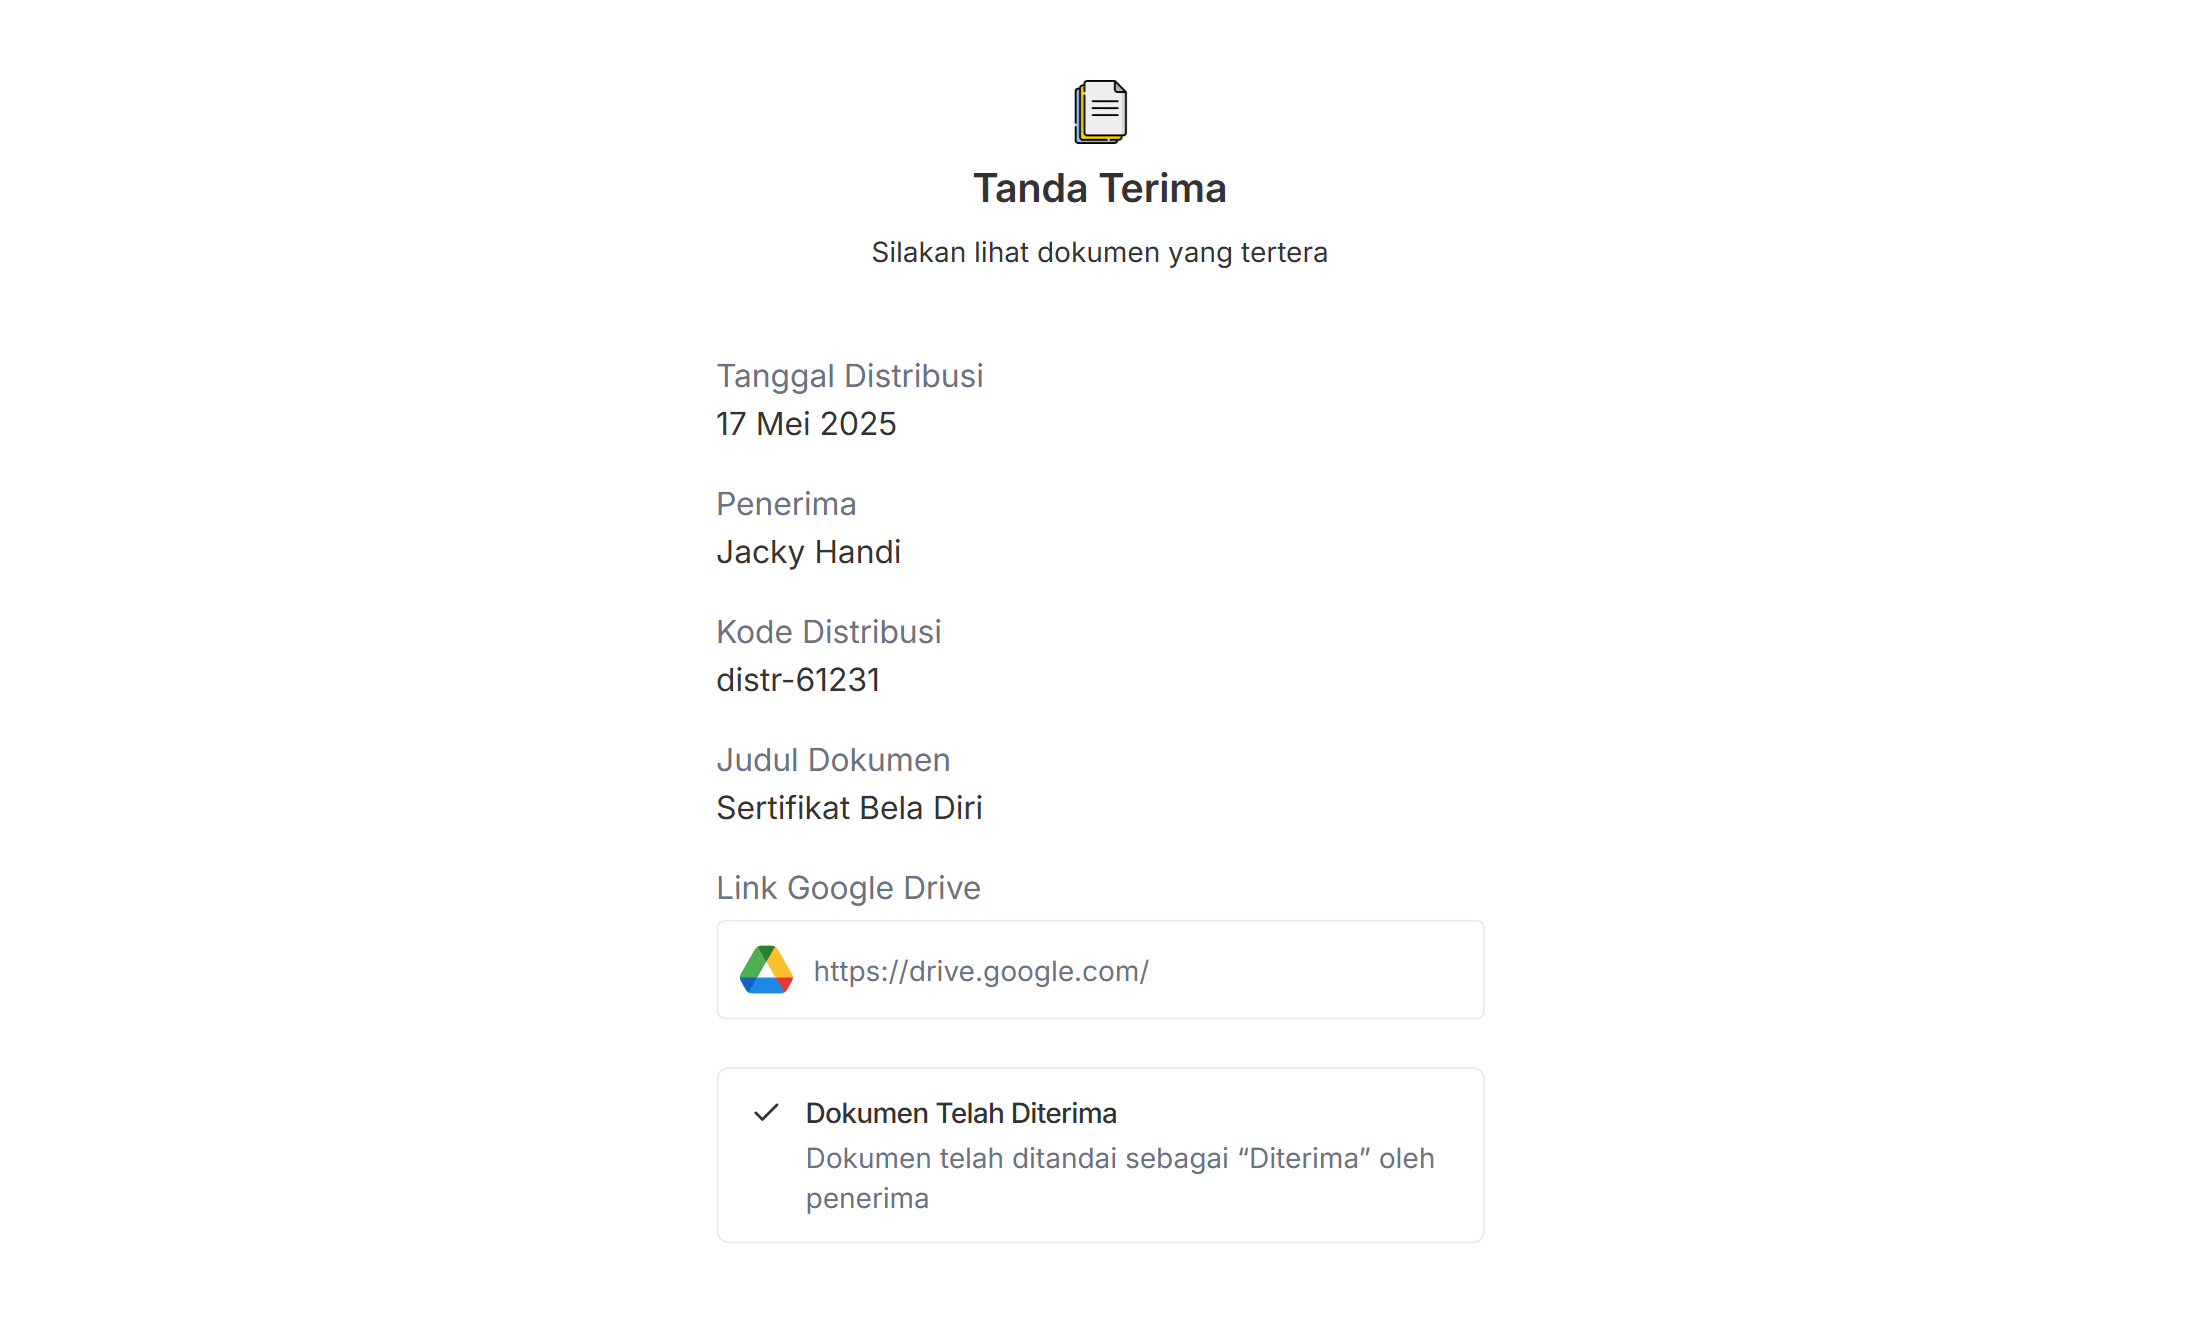 Tanda Terima
Silakan lihat dokumen yang tertera
Tanggal Distribusi
17 Mei 2025
Penerima
Jacky Handi
Kode Distribusi
distr-61231
Judul Dokumen
Sertifikat Bela Diri
Link Google Drive
https://drive.google.com/
Dokumen Telah Diterima
Dokumen telah ditandai sebagai “Diterima” oleh
penerima